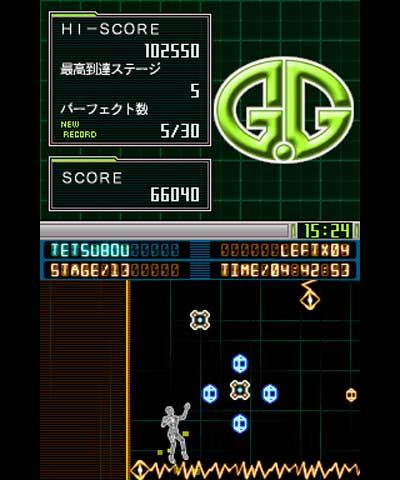 HI-SCORE
102550
最高到達ステージ
5
パーフェクト数
NEW
RECORD
5/30
G.G
SCORE
66040
15:24
TETSUBOU
LEFTX04
STAGE/13
TIME/04:42:53